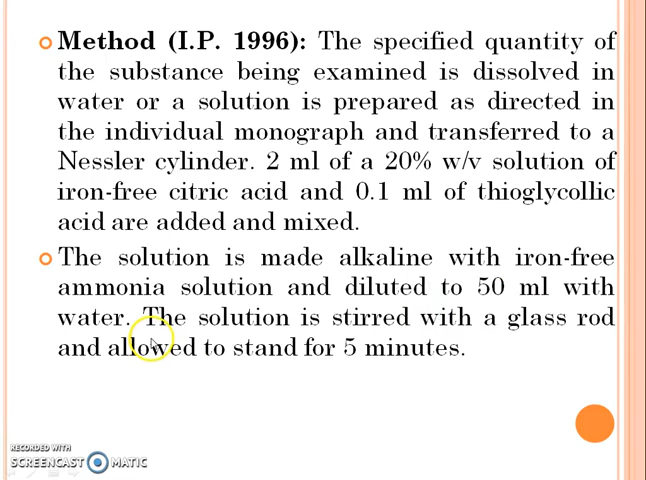 Method (I.P. 1996): The specified quantity of
the substance being examined is dissolved in
water or a solution is prepared as directed in
the individual monograph and transferred to a
Nessler cylinder. 2 ml of a 20% w/v solution of
iron-free citric acid and 0.1 ml of thioglycollic
acid are added and mixed.
The solution is made alkaline with iron-free
ammonia solution and diluted to 50 ml with
water. The solution is stirred with a glass rod
and allowed to stand for 5 minutes.
RECORDED WITH
SCREENCAST MATIC